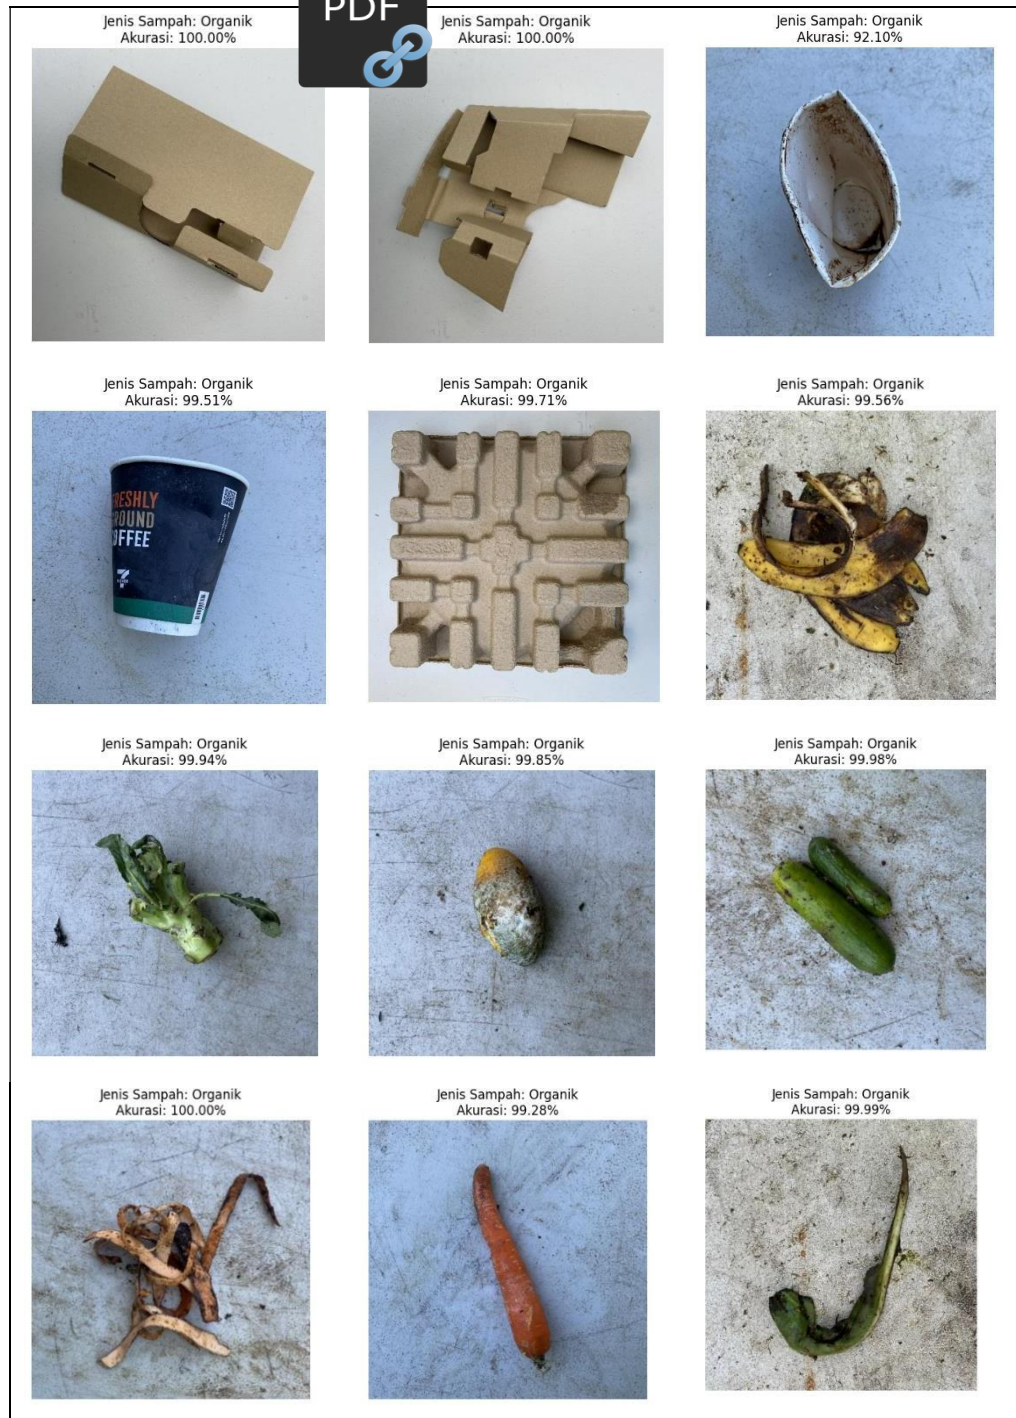 PDF
Jenis Sampah: Organik
Akurasi: 100.00%
Jenis Sampah: Organik
Akurasi: 100.00%
Jenis Sampah: Organik
Akurasi: 92.10%
Jenis Sampah: Organik
Akurasi: 99.51%
RESHLY
ROUND
OFFEE
7
Jenis Sampah: Organik
Akurasi: 99.71%
Jenis Sampah: Organik
Akurasi: 99.56%
Jenis Sampah: Organik
Akurasi: 99.94%
Jenis Sampah: Organik
Akurasi: 99.85%
Jenis Sampah: Organik
Akurasi: 99.98%
Jenis Sampah: Organik
Akurasi: 100.00%
Jenis Sampah: Organik
Akurasi: 99.28%
Jenis Sampah: Organik
Akurasi: 99.99%